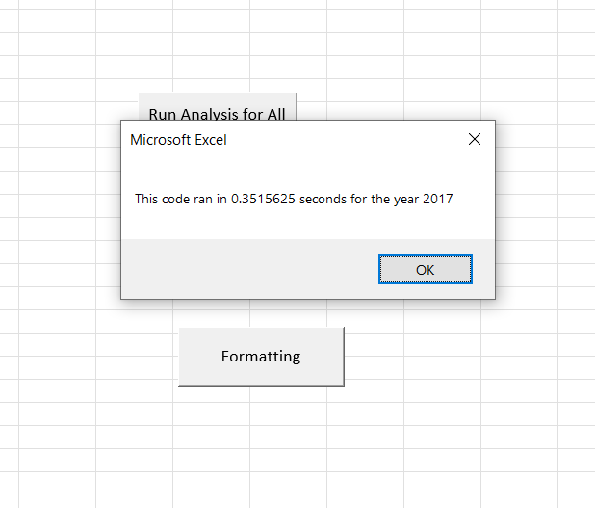 Run Analysis for All
Microsoft Excel
This code ran in 0.3515625 seconds for the year 2017
OK
Formatting